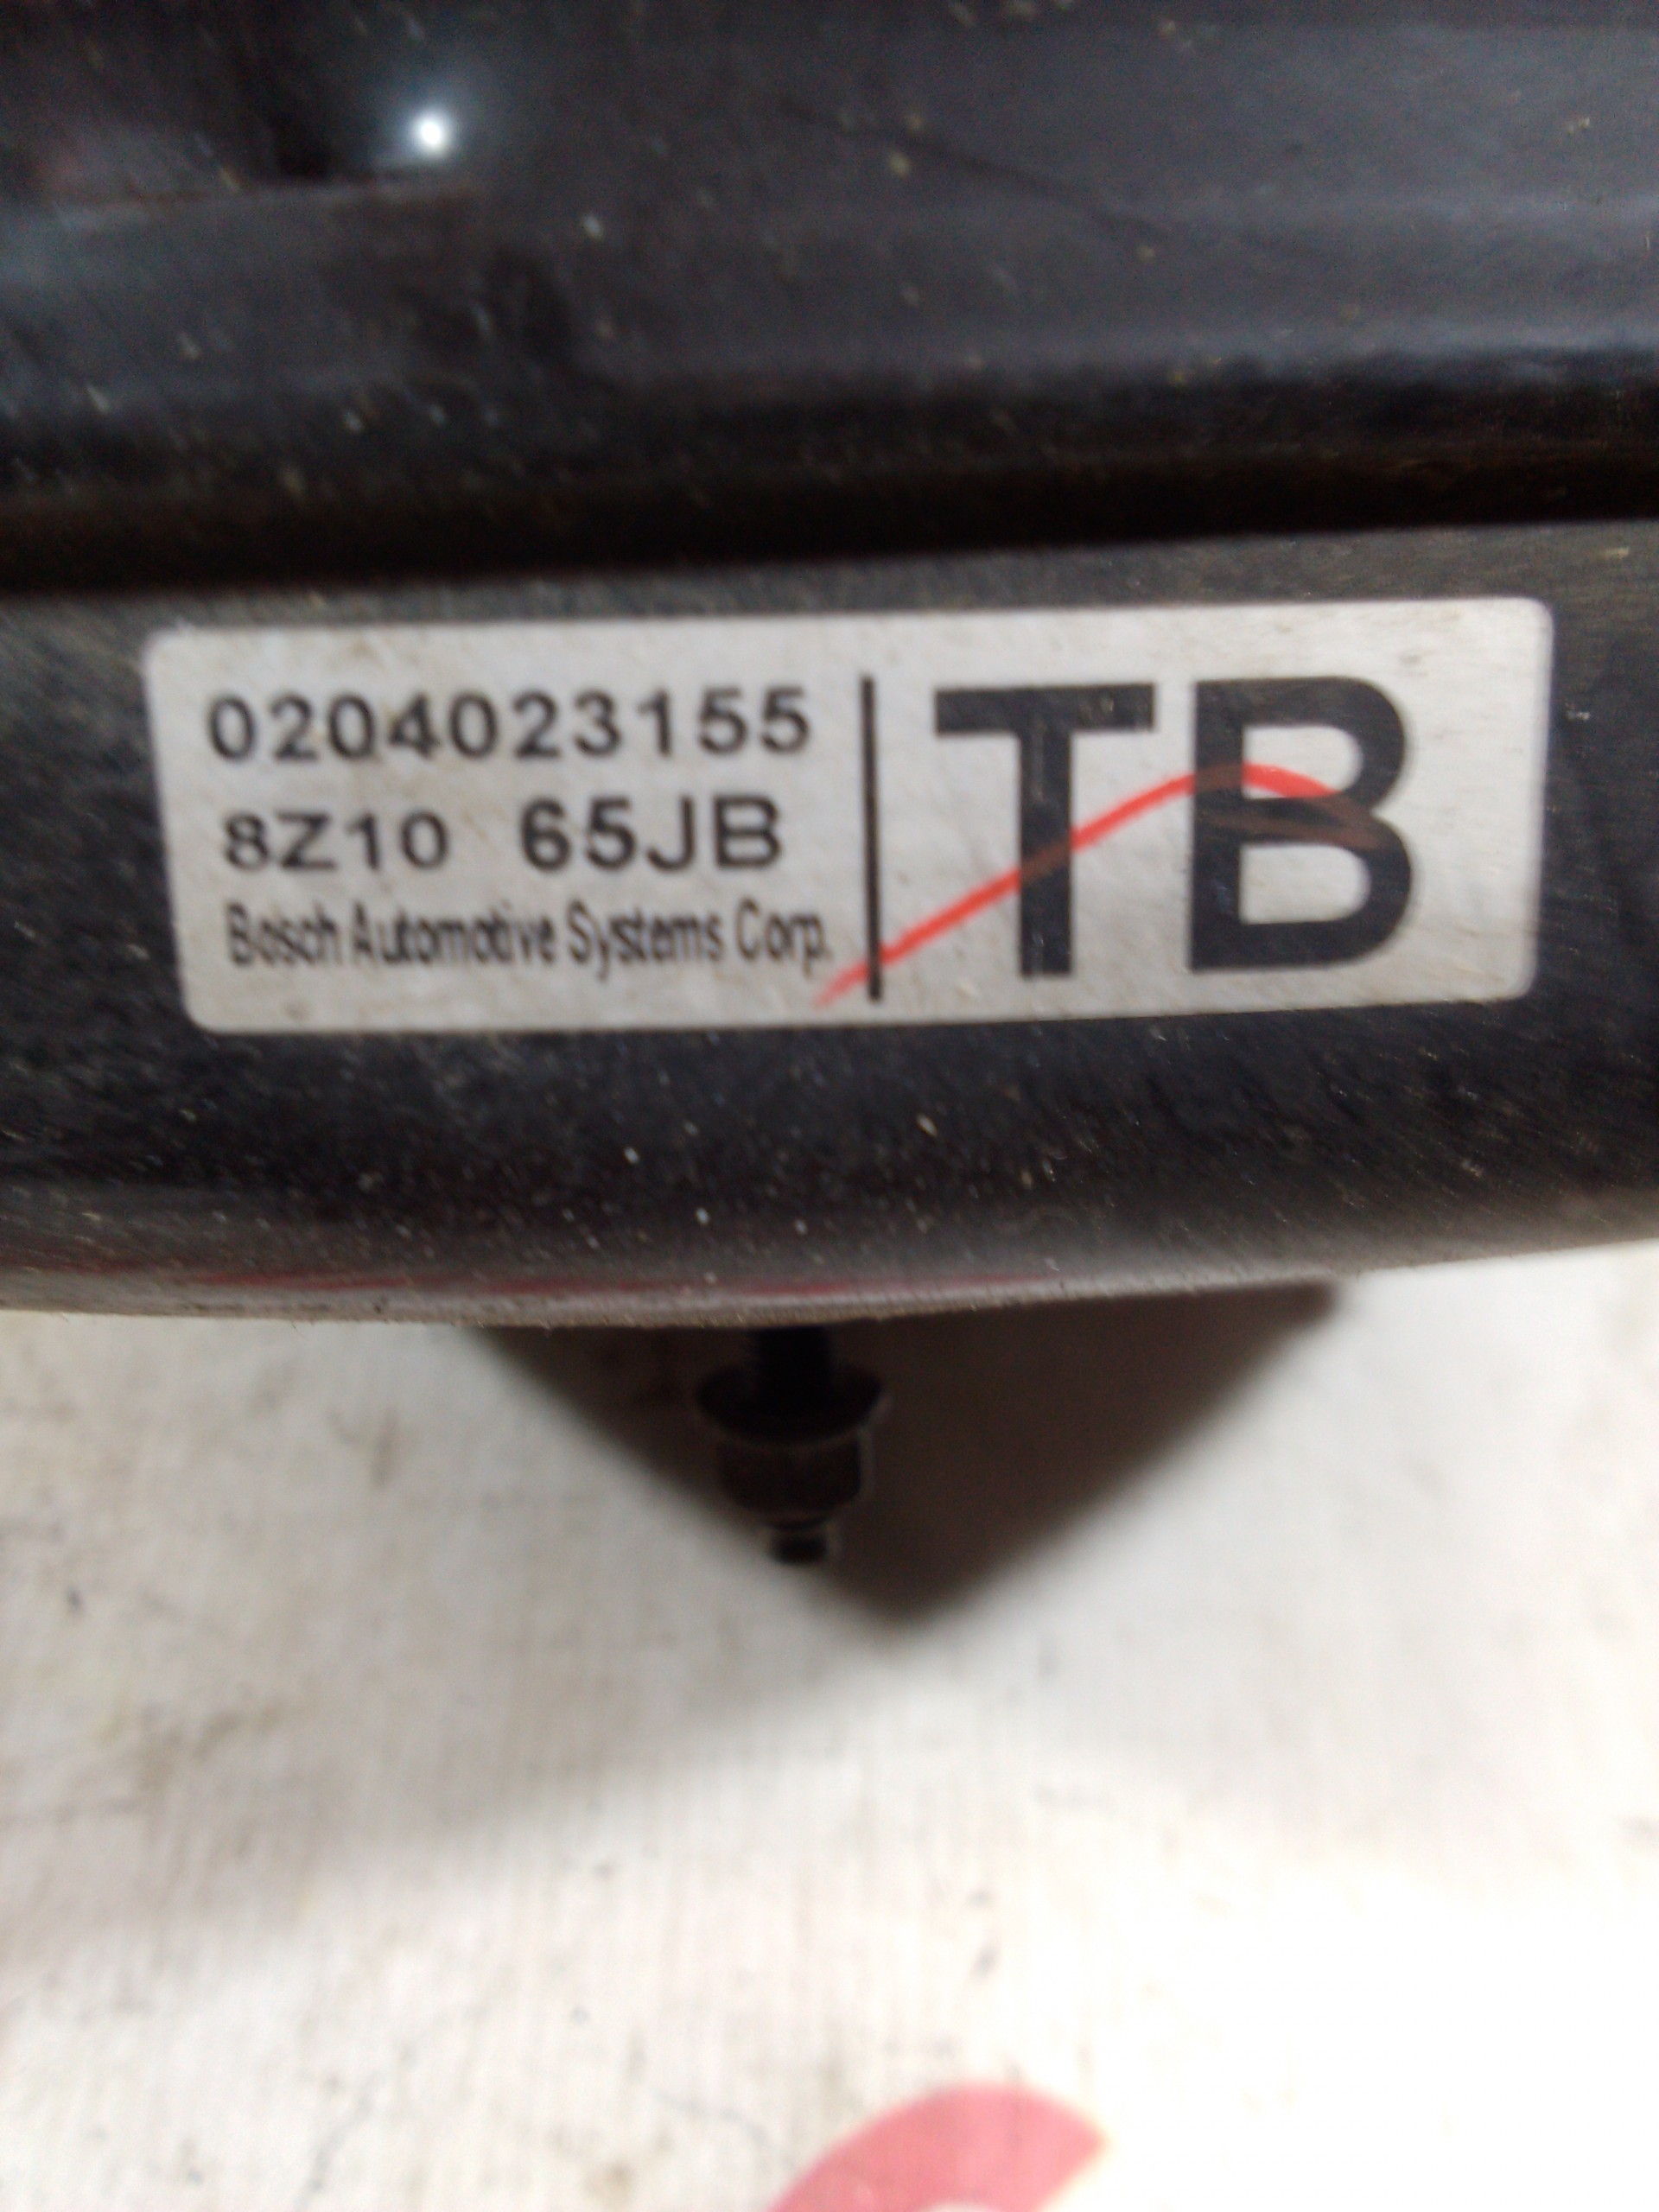 0204023155
8Z10 65JB
Bosch Automotive Systems Corp.
TB